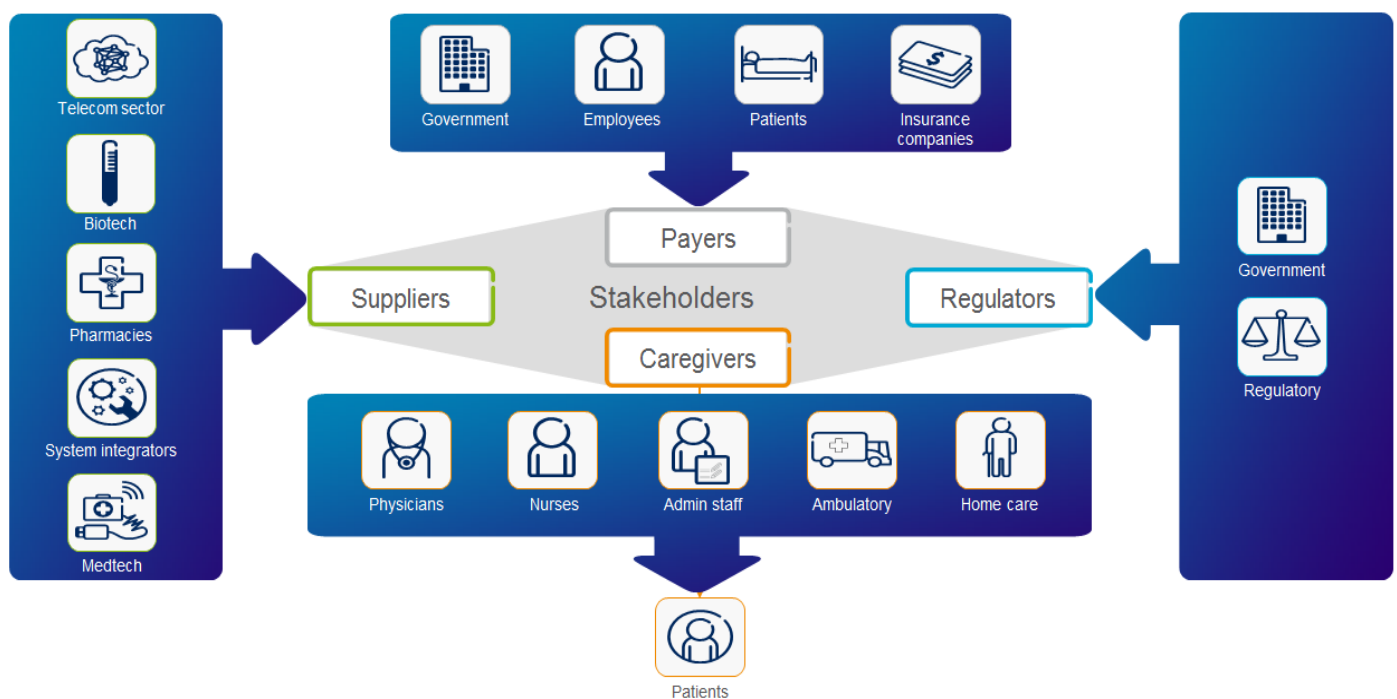 Telecom sector
Biotech
Pharmacies
System integrators
Medtech
Government
Employees
Patients
Insurance
companies
Payers
Suppliers
Stakeholders
Regulators
Caregivers
Government
Regulatory
Physicians
Nurses
Admin staff
Ambulatory
Home care
Patients